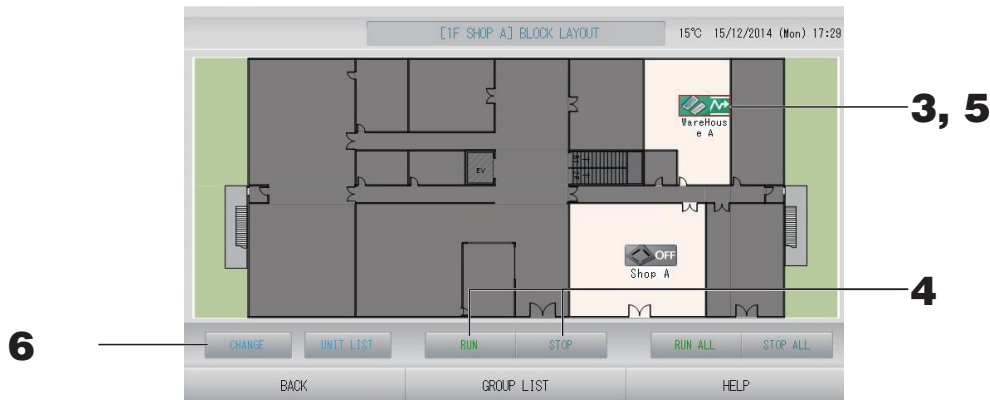 [1F SHOP A] BLOCK LAYOUT
15℃ 15/12/2014 (Mon) 17:29
3, 5
WareHous
e A
EV
OFF
Shop A
4
6
CHANGE UNIT LIST RUN STOP RUN ALL STOP ALL
BACK GROUP LIST HELP